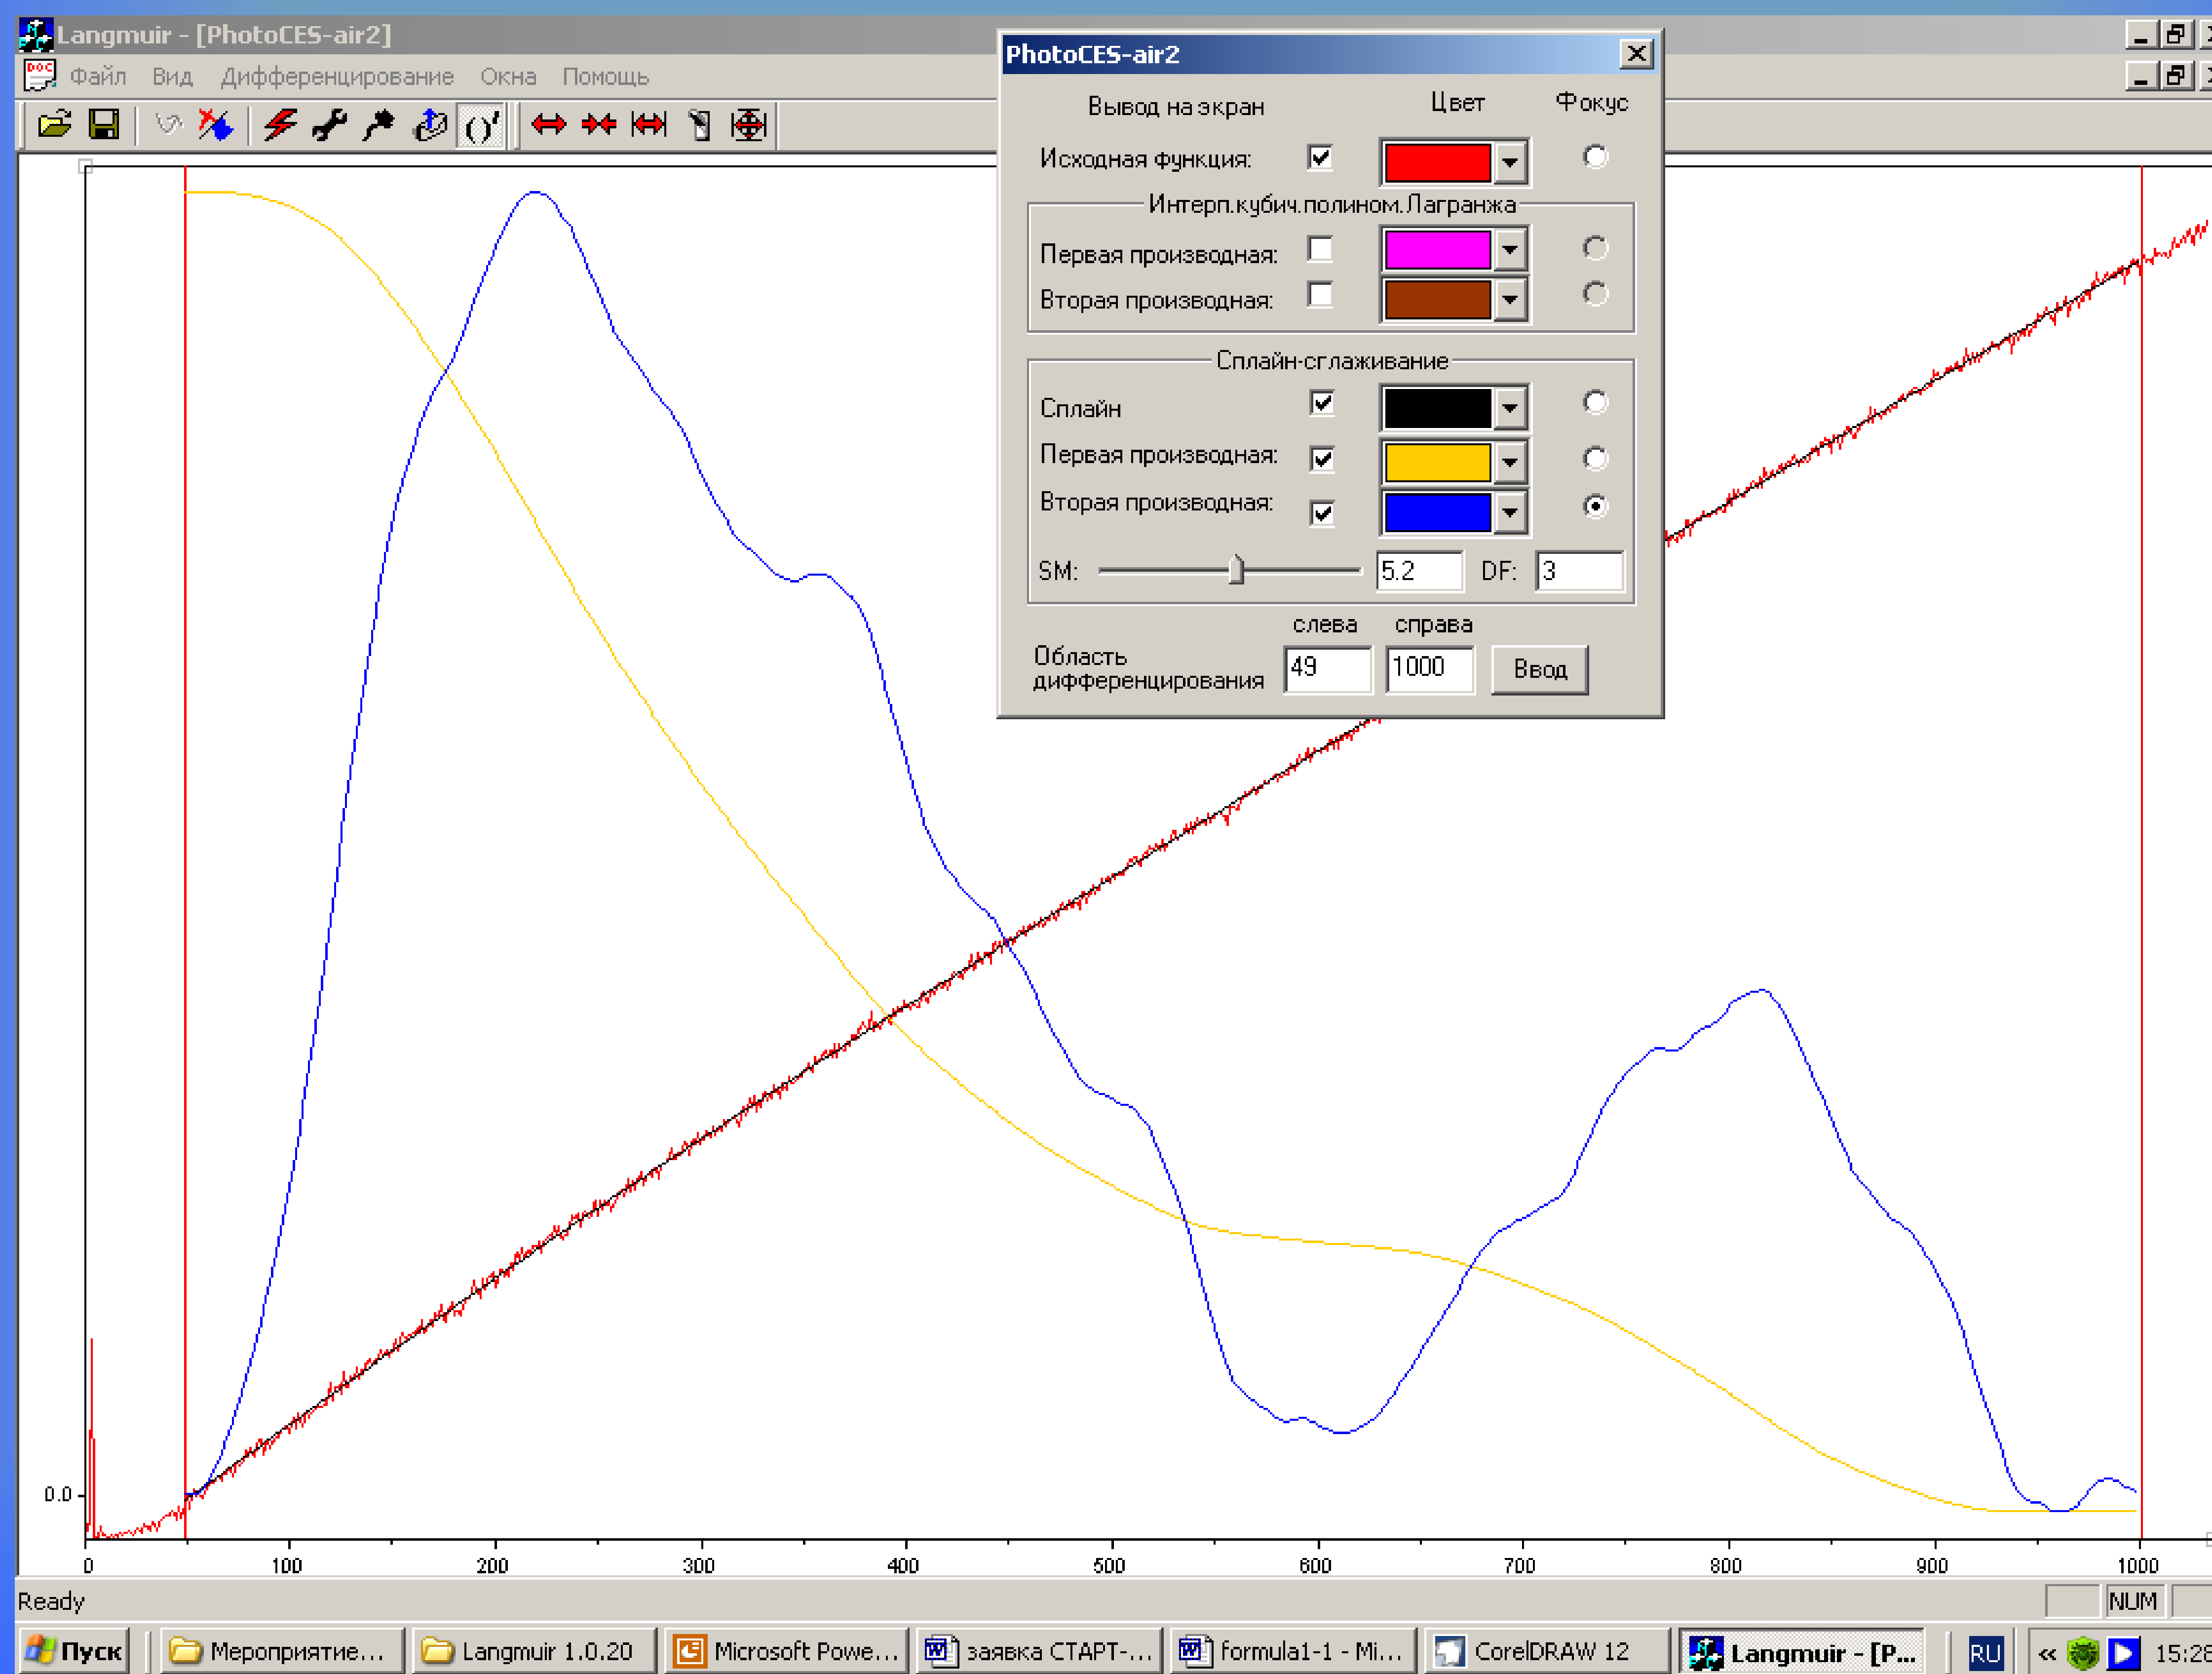 Langmuir - [PhotoCES-air2]
Файл Вид Дифференцирование Окна Помощь
PhotoCES-air2
Вывод на экран Цвет Фокус
Исходная функция:
Интерп.кубич.полином.Лагранжа
Первая производная:
Вторая производная:
Сплайн-сглаживание
Сплайн
Первая производная:
Вторая производная:
SM: 5.2 DF: 3
слева справа
Область дифференцирования 49 1000 Ввод
0.0
0 100 200 300 400 500 600 700 800 900 1000
Ready NUM
Пуск Мероприятие... Langmuir 1.0.20 Microsoft Powe... заявка СТАРТ-... formula1-1 - Mi... CorelDRAW 12 Langmuir - [P... RU « 15:28